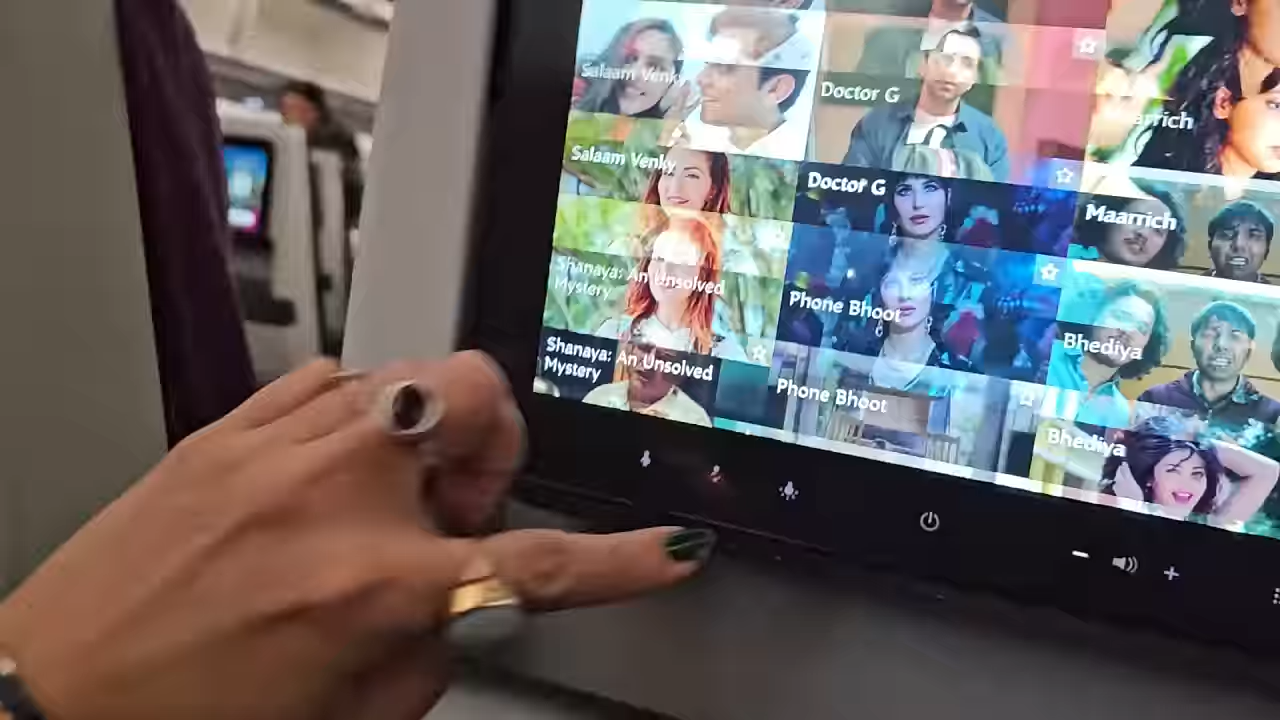 Salaam Venky
Doctor G
Salaam Venky
Doctor G
Maarrich
Shanaya: An Unsolved
Mystery
Phone Bhoot
Bhediya
Shanaya: An Unsolved
Mystery
Phone Bhoot
Bhediya